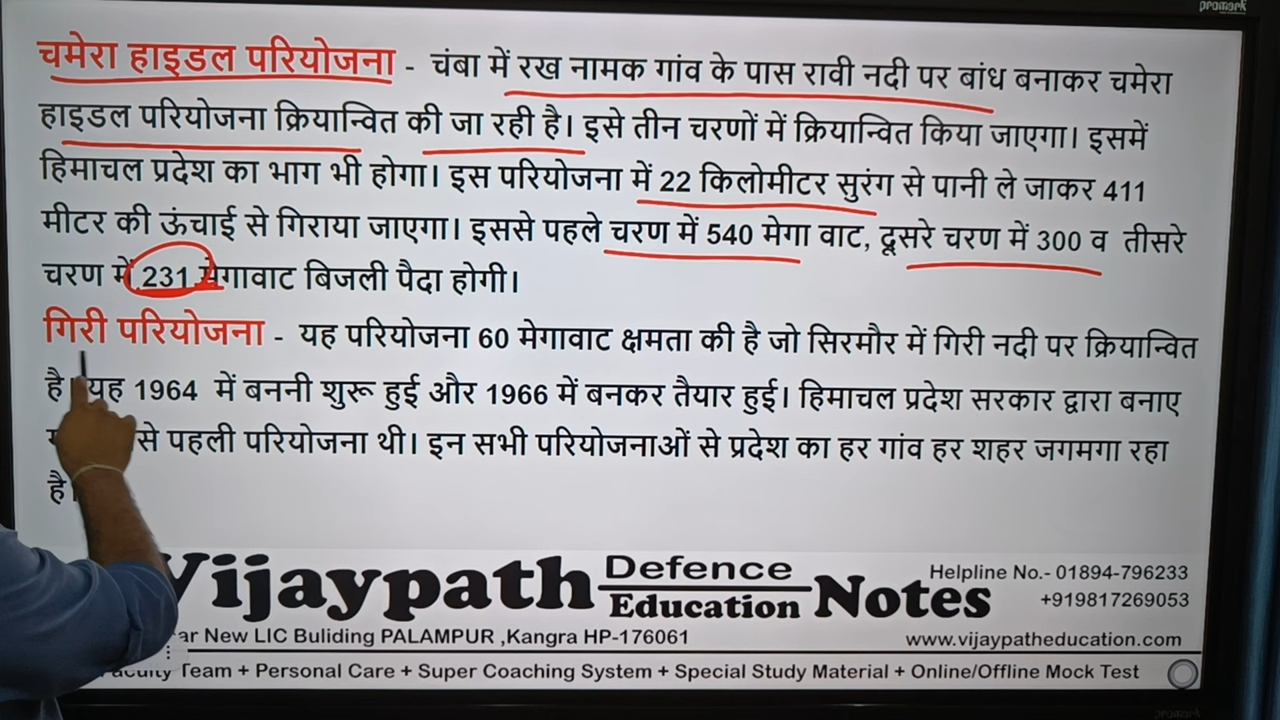 promark
चमेरा हाइडल परियोजना - चंबा में रख नामक गांव के पास रावी नदी पर बांध बनाकर चमेरा
हाइडल परियोजना क्रियान्वित की जा रही है। इसे तीन चरणों में क्रियान्वित किया जाएगा। इसमें
हिमाचल प्रदेश का भाग भी होगा। इस परियोजना में 22 किलोमीटर सुरंग से पानी ले जाकर 411
मीटर की ऊंचाई से गिराया जाएगा। इससे पहले चरण में 540 मेगा वाट, दूसरे चरण में 300 व तीसरे
चरण में 231 मेगावाट बिजली पैदा होगी।
गिरी परियोजना - यह परियोजना 60 मेगावाट क्षमता की है जो सिरमौर में गिरी नदी पर क्रियान्वित
है। यह 1964 में बननी शुरू हुई और 1966 में बनकर तैयार हुई। हिमाचल प्रदेश सरकार द्वारा बनाए
से पहली परियोजना थी। इन सभी परियोजनाओं से प्रदेश का हर गांव हर शहर जगमगा रहा
है।
Vijaypath Defence Education Notes
Helpline No.- 01894-796233
+919817269053
New LIC Buliding PALAMPUR ,Kangra HP-176061
www.vijaypatheducation.com
Team + Personal Care + Super Coaching System + Special Study Material + Online/Offline Mock Test